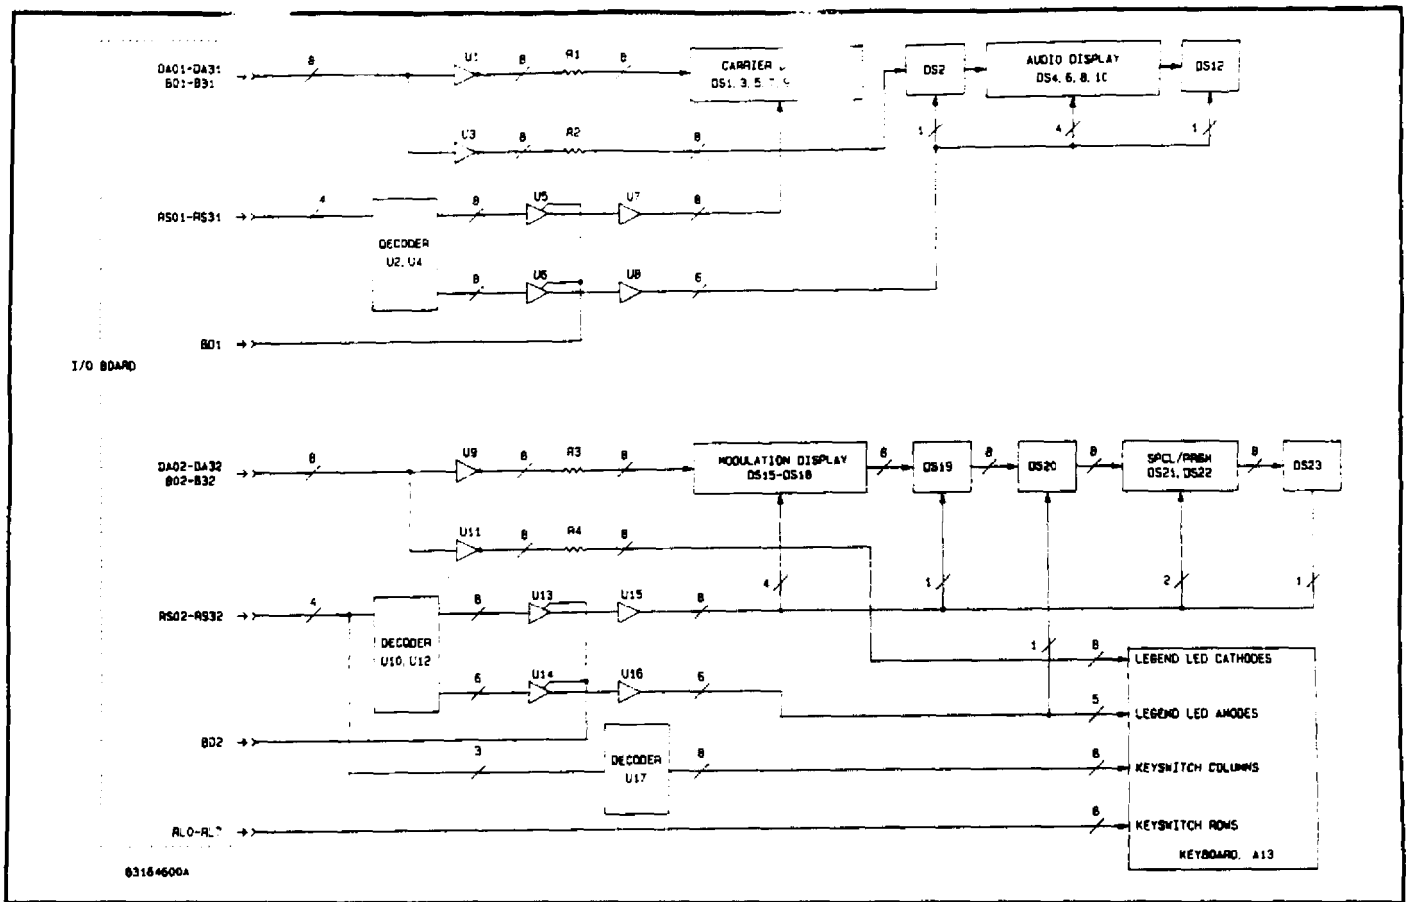 DA01-DA31
B01-B31
8
U1
8
R1
8
CARRIER
DS1, 3, 5, 7, 9
DS2
AUDIO DISPLAY
DS4, 6, 8, 10
DS12
U3
8
R2
8
1
4
1
RS01-RS31
4
DECODER
U2, U4
8
U5
U7
8
8
U6
U8
6
BD1
I/O BOARD
DA02-DA32
B02-B32
8
U9
8
R3
8
MODULATION DISPLAY
DS15-DS18
8
DS19
8
DS20
8
SPCL/PRGM
DS21, DS22
8
DS23
U11
8
R4
8
4
1
2
1
RS02-RS32
4
DECODER
U10, U12
8
U13
U15
8
6
U14
U16
6
1
8
LEGEND LED CATHODES
5
LEGEND LED ANODES
BD2
3
DECODER
U17
8
8
KEYSWITCH COLUMNS
RL0-RL7
8
KEYSWITCH ROWS
KEYBOARD, A13
83164600A